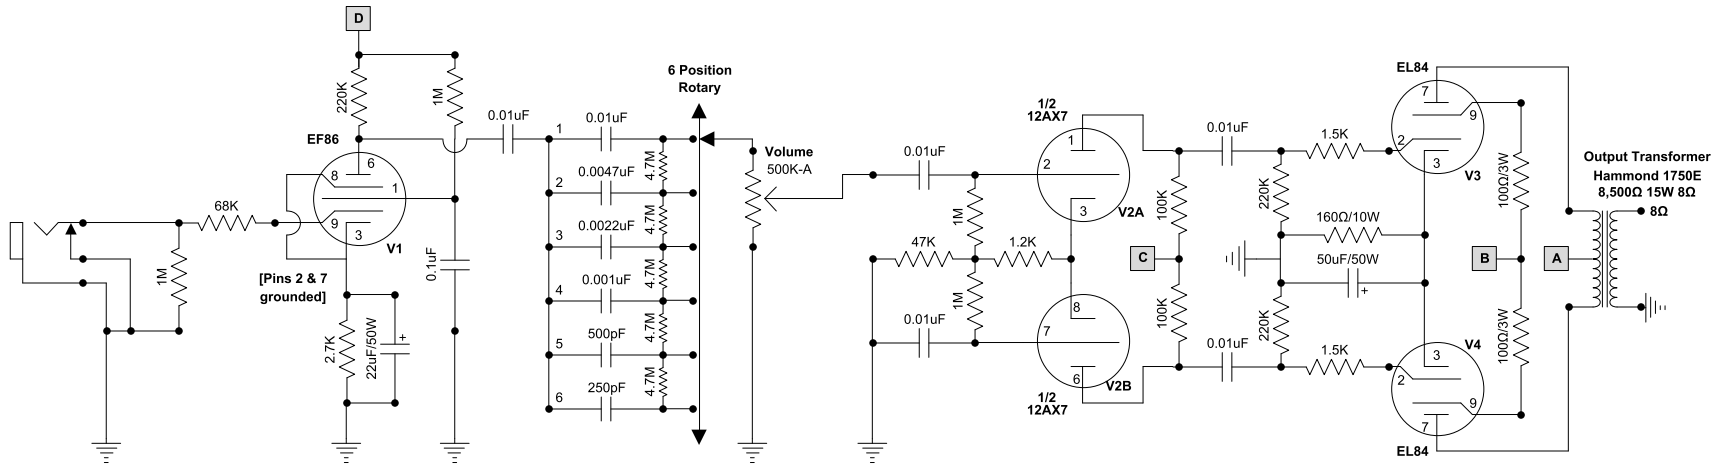 D
220K
1M
EF86
6
8
1
9
3
V1
68K
1M
[Pins 2 & 7
grounded]
2.7K
22uF/50W
+
0.1uF
0.01uF
6 Position
Rotary
1
0.01uF
4.7M
2
0.0047uF
4.7M
3
0.0022uF
4.7M
4
0.001uF
4.7M
5
500pF
4.7M
6
250pF
Volume
500K-A
0.01uF
1M
47K
1.2K
1M
0.01uF
1/2
12AX7
1
2
3
V2A
8
7
6
V2B
1/2
12AX7
100K
C
100K
0.01uF
220K
1.5K
160Ω/10W
50uF/50W
+
220K
0.01uF
1.5K
EL84
7
9
2
3
V3
100Ω/3W
B
A
100Ω/3W
V4
3
2
9
7
EL84
Output Transformer
Hammond 1750E
8,500Ω 15W 8Ω
8Ω